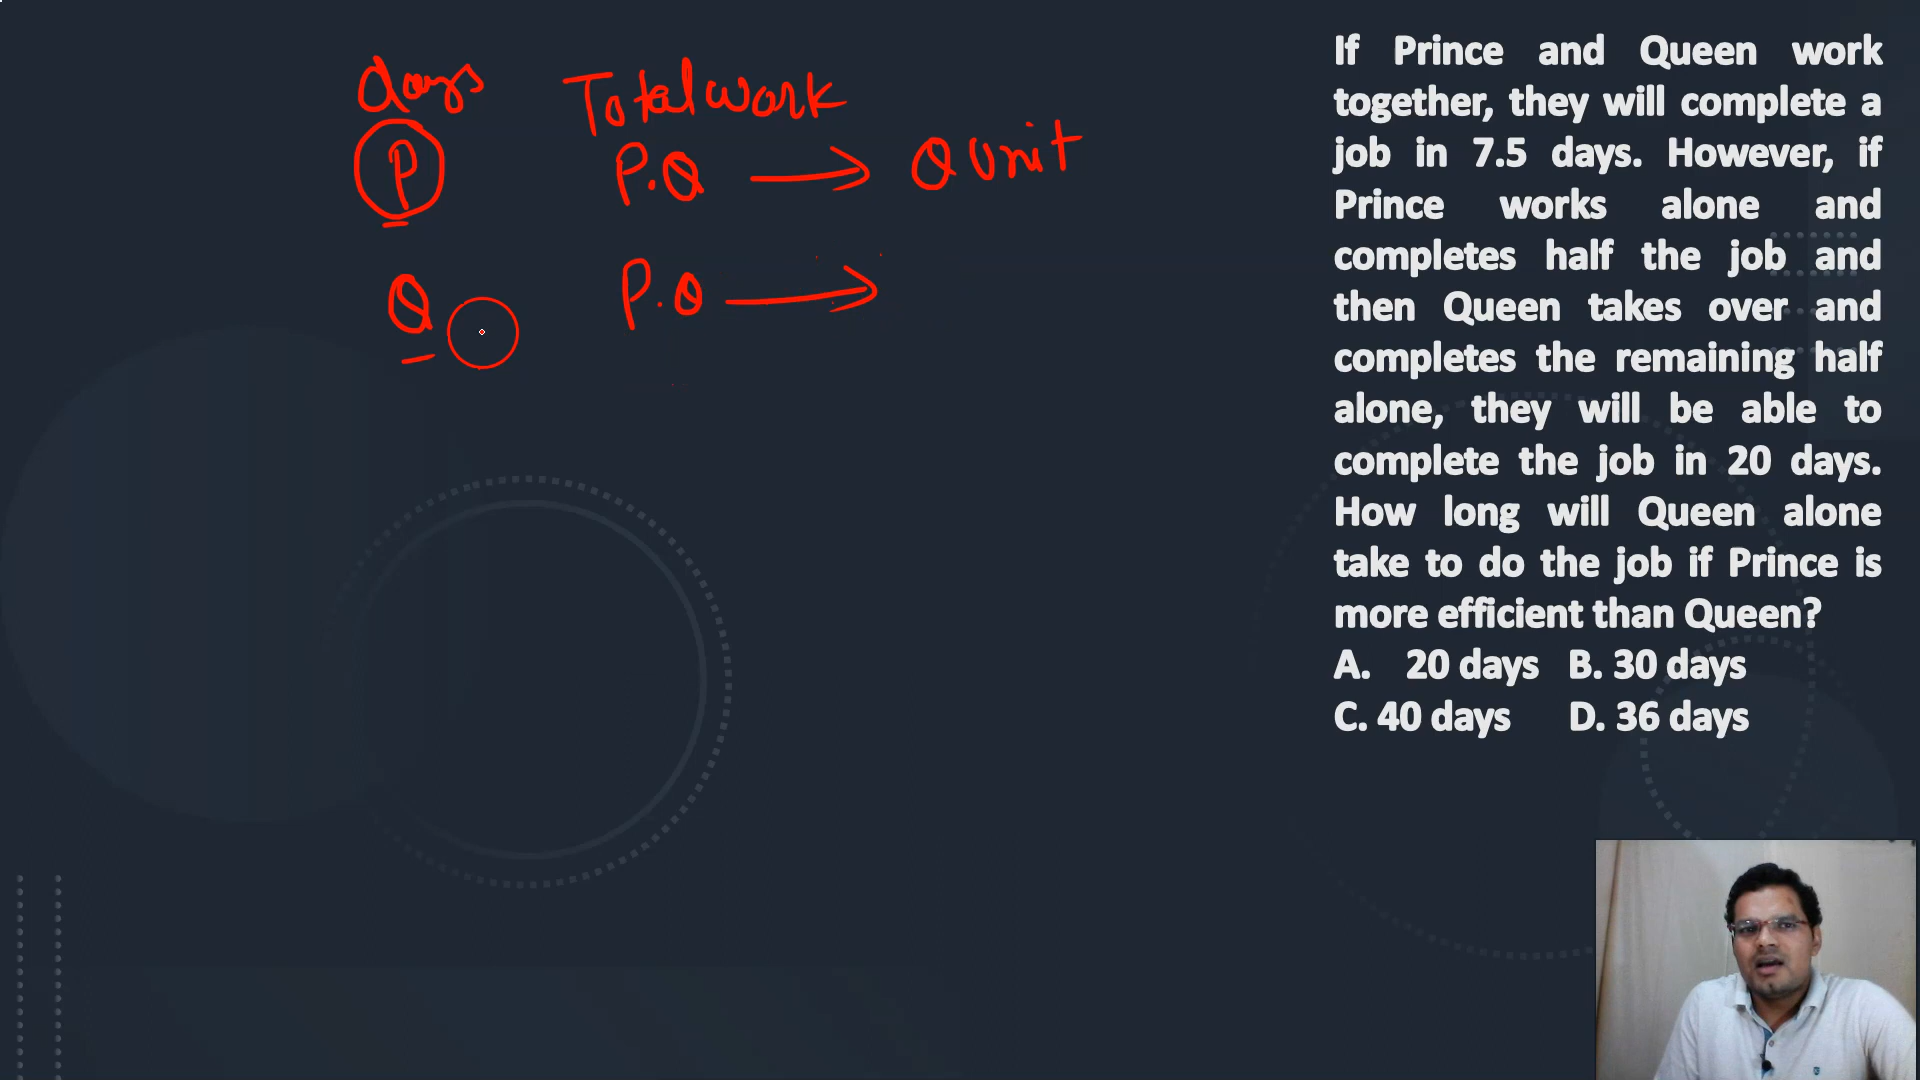 days Total work
P P.Q → Q unit
Q P.Q →
If Prince and Queen work
together, they will complete a
job in 7.5 days. However, if
Prince works alone and
completes half the job and
then Queen takes over and
completes the remaining half
alone, they will be able to
complete the job in 20 days.
How long will Queen alone
take to do the job if Prince is
more efficient than Queen?
A. 20 days B. 30 days
C. 40 days D. 36 days